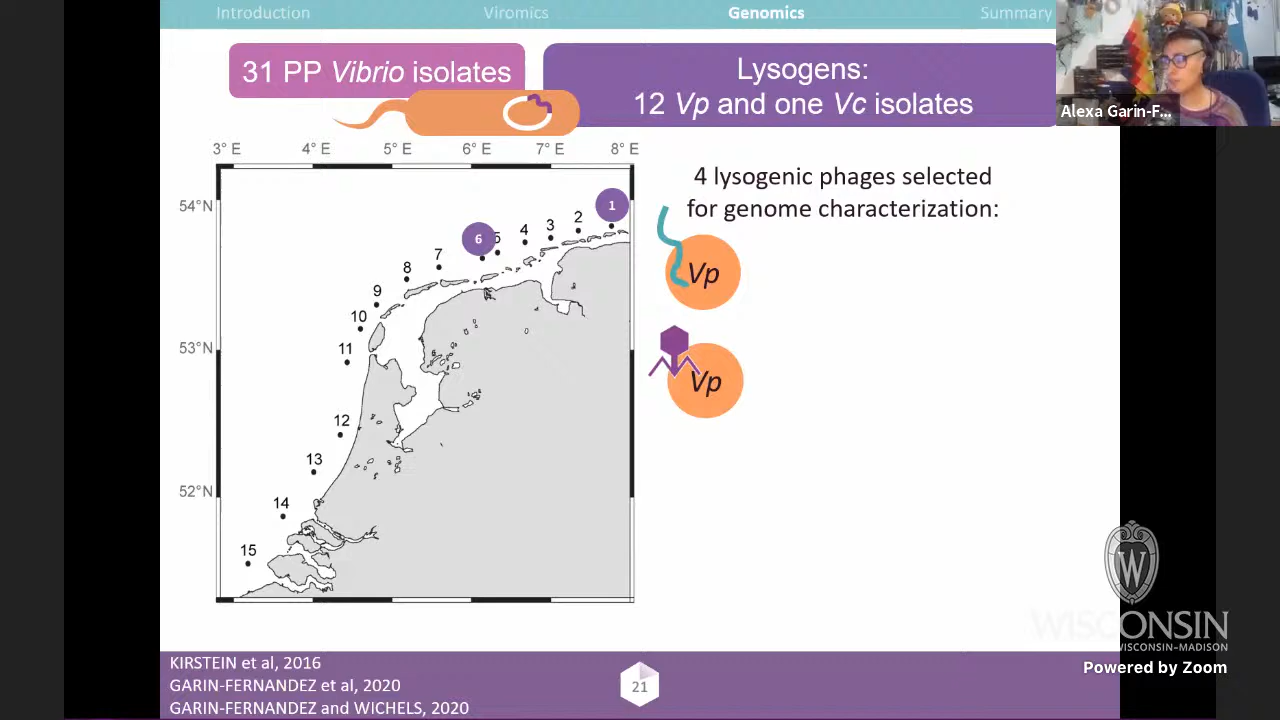 Introduction
Viromics
Genomics
Summary
31 PP Vibrio isolates
Lysogens:
12 Vp and one Vc isolates
Alexa Garin-F...
3° E 4° E 5° E 6° E 7° E 8° E
54°N
53°N
52°N
1
2
3
4
5
6
7
8
9
10
11
12
13
14
15
4 lysogenic phages selected
for genome characterization:
Vp
Vp
KIRSTEIN et al, 2016
GARIN-FERNANDEZ et al, 2020
GARIN-FERNANDEZ and WICHELS, 2020
21
W
WISCONSIN
WISCONSIN-MADISON
Powered by Zoom